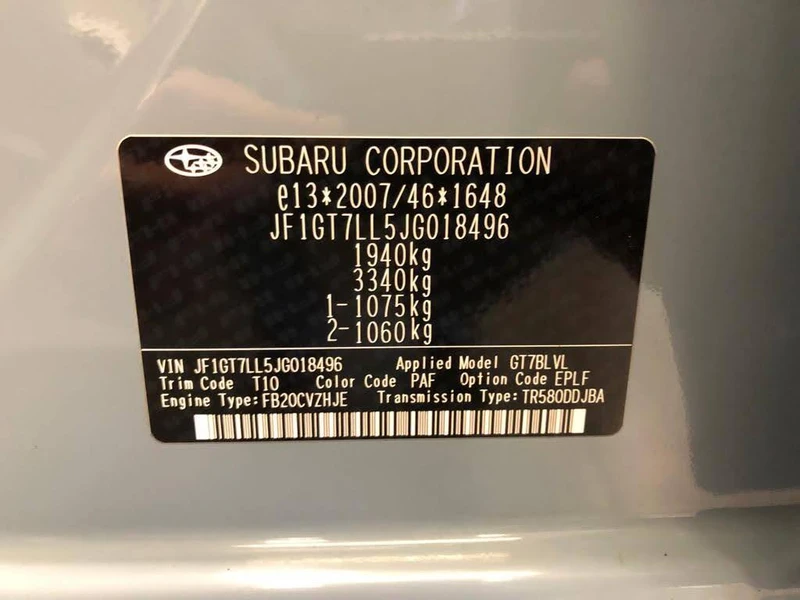 SUBARU CORPORATION
e13*2007/46*1648
JF1GT7LL5JG018496
1940kg
3340kg
1-1075kg
2-1060kg
VIN JF1GT7LL5JG018496 Applied Model GT7BLVL
Trim Code T10 Color Code PAF Option Code EPLF
Engine Type:FB20CVZHJE Transmission Type:TR580DDJBA